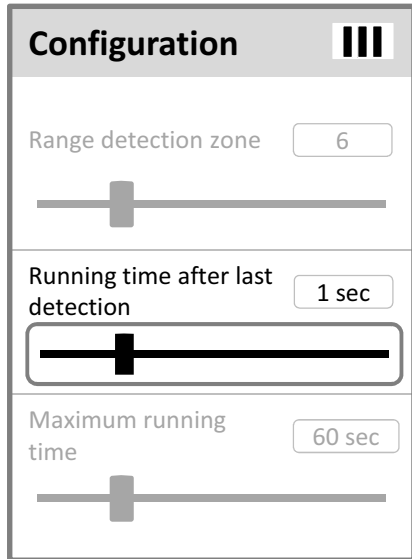 Configuration
Range detection zone
6
Running time after last
detection
1 sec
Maximum running
time
60 sec